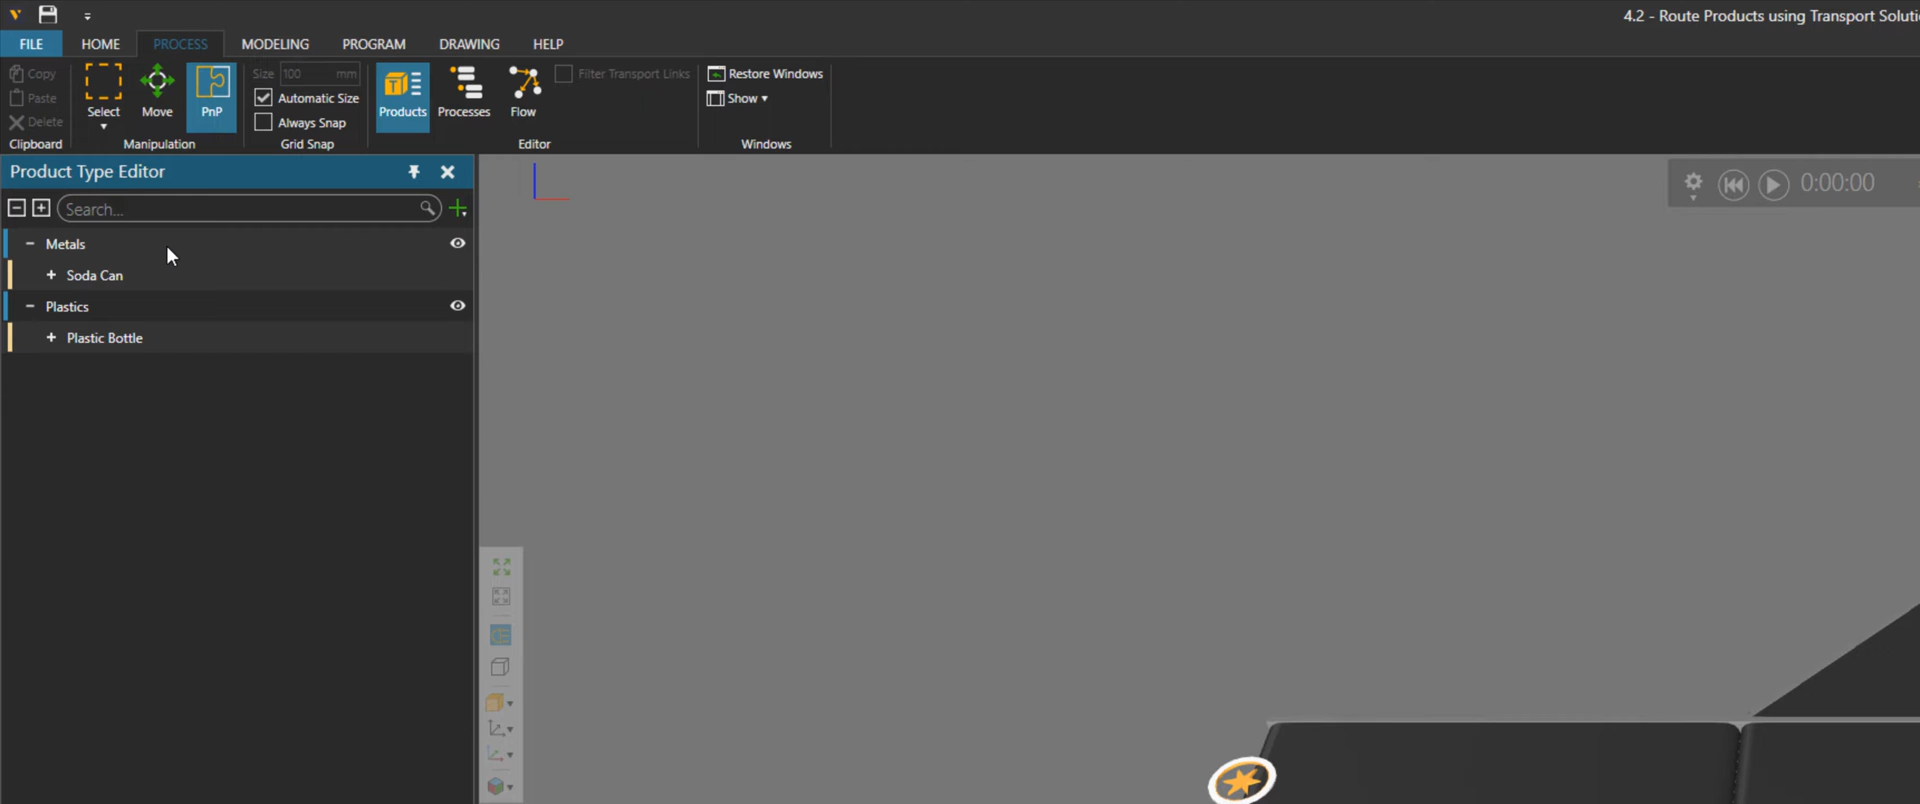 4.2 - Route Products using Transport Soluti
FILE HOME PROCESS MODELING PROGRAM DRAWING HELP
Copy
Paste
Delete
Clipboard
Select
Move
PnP
Manipulation
Size 100 mm
Automatic Size
Always Snap
Grid Snap
Products
Processes
Flow
Filter Transport Links
Editor
Restore Windows
Show
Windows
Product Type Editor
Search...
Metals
Soda Can
Plastics
Plastic Bottle
0:00:00